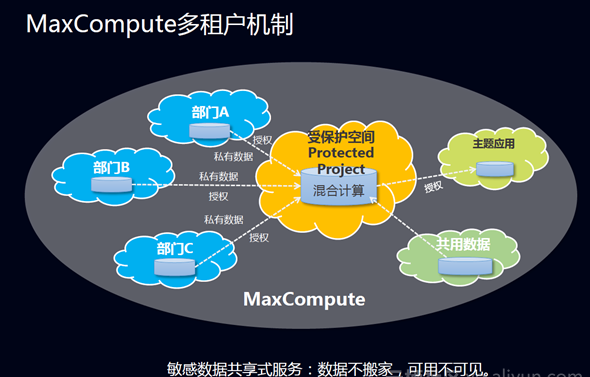 MaxCompute多租户机制
部门A
授权
私有数据
部门B
私有数据
授权
私有数据
部门C
授权
受保护空间
Protected
Project
混合计算
主题应用
授权
共用数据
MaxCompute
敏感数据共享式服务：数据不搬家，可用不可见。
aliyun.com